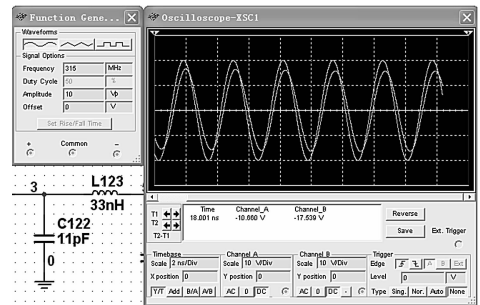 Function Gene...
Waveforms
Signal Options
Frequency 315 MHz
Duty Cycle 50 %
Amplitude 10 Vp
Offset 0 V
Set Rise/Fall Time
+ Common -
3 L123
33nH
C122
11pF
0
Oscilloscope-XSC1
T1
T2
T2-T1
Time Channel_A Channel_B
18.001 ns -10.660 V -17.539 V
Reverse
Save
Ext. Trigger
Timebase
Scale 2 ns/Div
X position 0
Y/T Add B/A A/B
Channel A
Scale 10 V/Div
Y position 0
AC 0 DC
Channel B
Scale 10 V/Div
Y position 0
AC 0 DC -
Trigger
Edge A B Ext
Level 0 V
Type Sing. Nor. Auto None